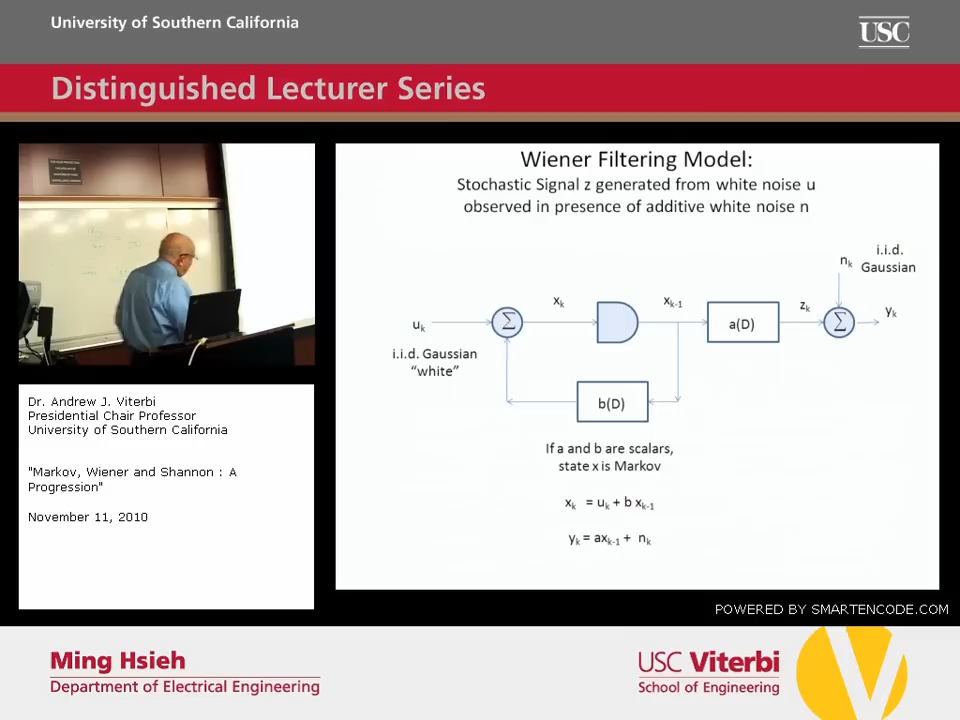 University of Southern California
USC
Distinguished Lecturer Series
Wiener Filtering Model:
Stochastic Signal z generated from white noise u
observed in presence of additive white noise n
i.i.d.
Gaussian
nk
xk
xk-1
zk
yk
uk
Σ
a(D)
Σ
i.i.d. Gaussian
"white"
b(D)
If a and b are scalars,
state x is Markov
xk = uk + b xk-1
yk = axk-1 + nk
Dr. Andrew J. Viterbi
Presidential Chair Professor
University of Southern California
"Markov, Wiener and Shannon : A
Progression"
November 11, 2010
POWERED BY SMARTENCODE.COM
Ming Hsieh
Department of Electrical Engineering
USC Viterbi
School of Engineering